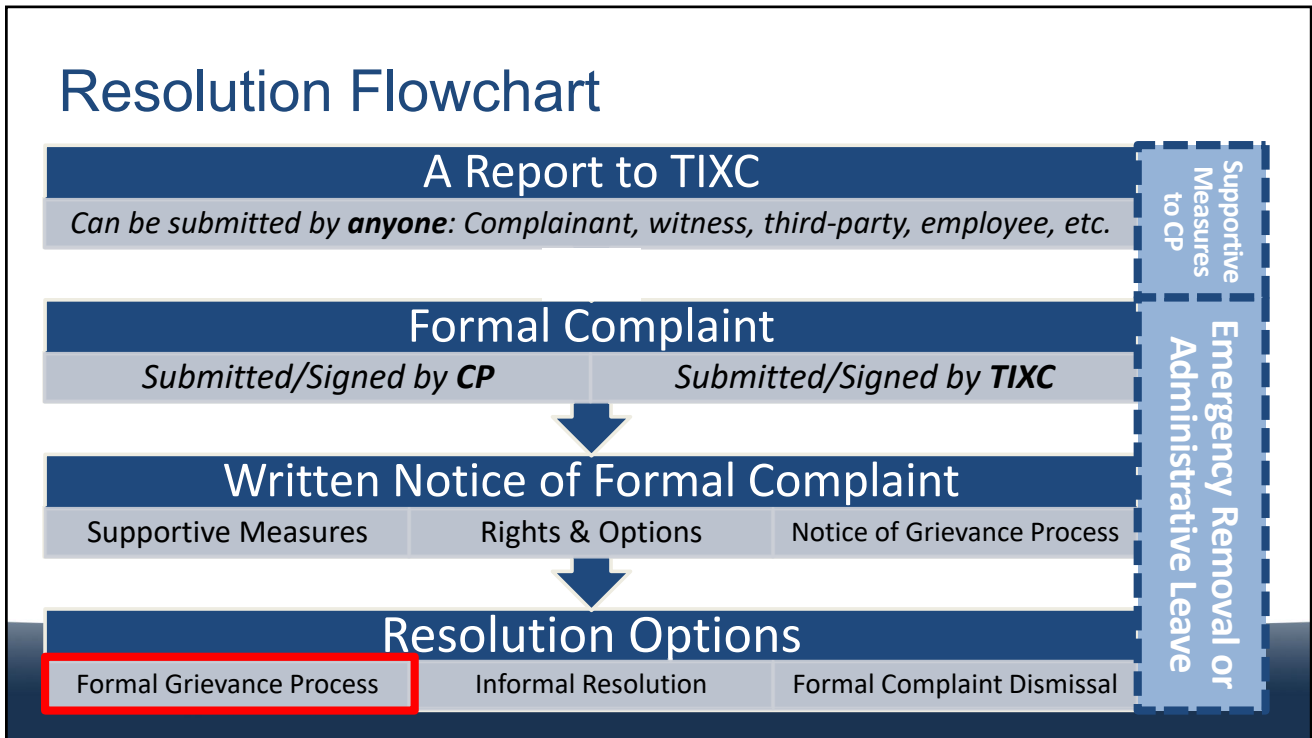 Resolution Flowchart
A Report to TIXC
Can be submitted by anyone: Complainant, witness, third-party, employee, etc.
Supportive
Measures
to CP
Formal Complaint
Submitted/Signed by CP
Submitted/Signed by TIXC
Written Notice of Formal Complaint
Supportive Measures
Rights & Options
Notice of Grievance Process
Resolution Options
Formal Grievance Process
Informal Resolution
Formal Complaint Dismissal
Emergency Removal or
Administrative Leave